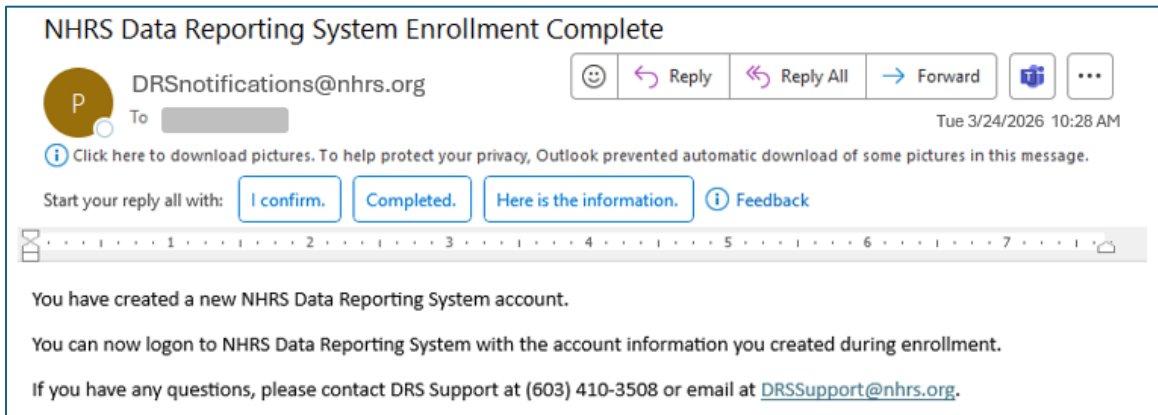 NHRS Data Reporting System Enrollment Complete
P
DRSnotifications@nhrs.org
Reply
Reply All
Forward
To
Tue 3/24/2026 10:28 AM
Click here to download pictures. To help protect your privacy, Outlook prevented automatic download of some pictures in this message.
Start your reply all with: I confirm. Completed. Here is the information. Feedback
1 2 3 4 5 6 7
You have created a new NHRS Data Reporting System account.
You can now logon to NHRS Data Reporting System with the account information you created during enrollment.
If you have any questions, please contact DRS Support at (603) 410-3508 or email at DRSSupport@nhrs.org.